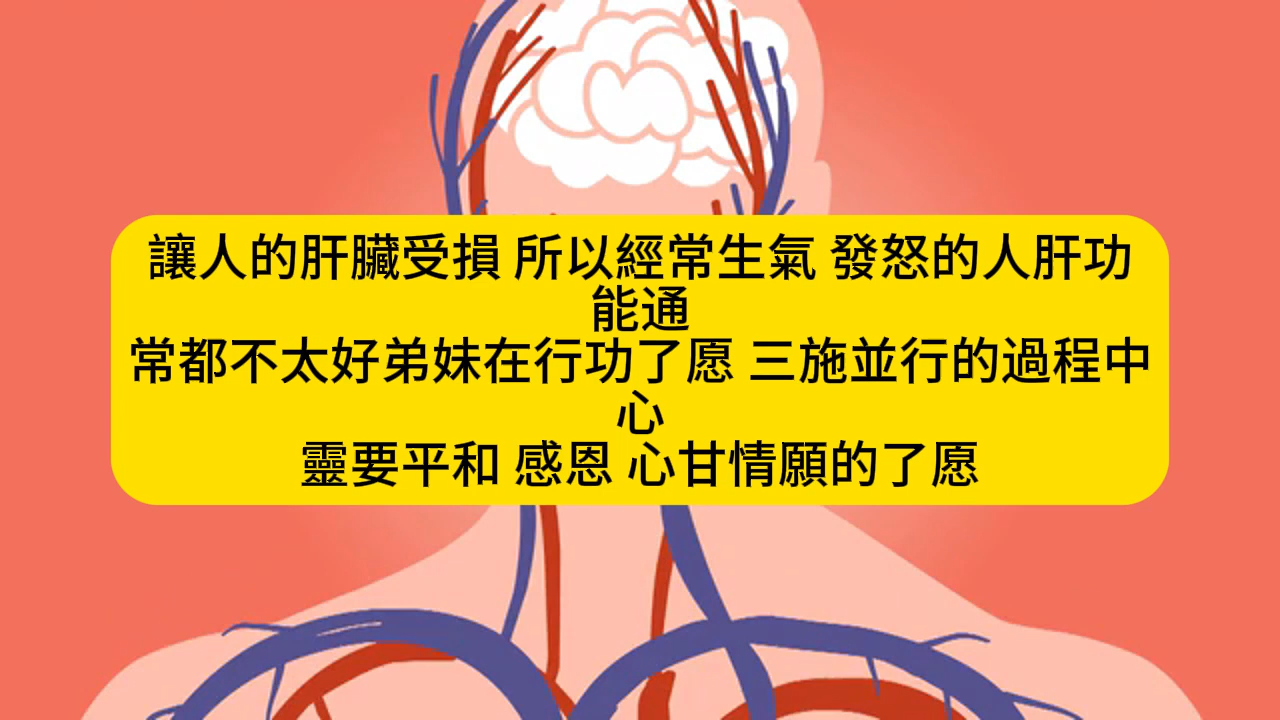 讓人的肝臟受損 所以經常生氣 發怒的人肝功
能通
常都不太好弟妹在行功了愿 三施並行的過程中
心
靈要平和 感恩 心甘情願的了愿